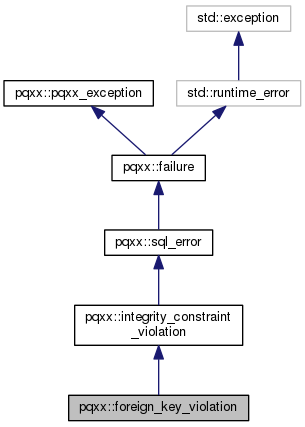 std::exception
pqxx::pqxx_exception
std::runtime_error
pqxx::failure
pqxx::sql_error
pqxx::integrity_constraint
_violation
pqxx::foreign_key_violation